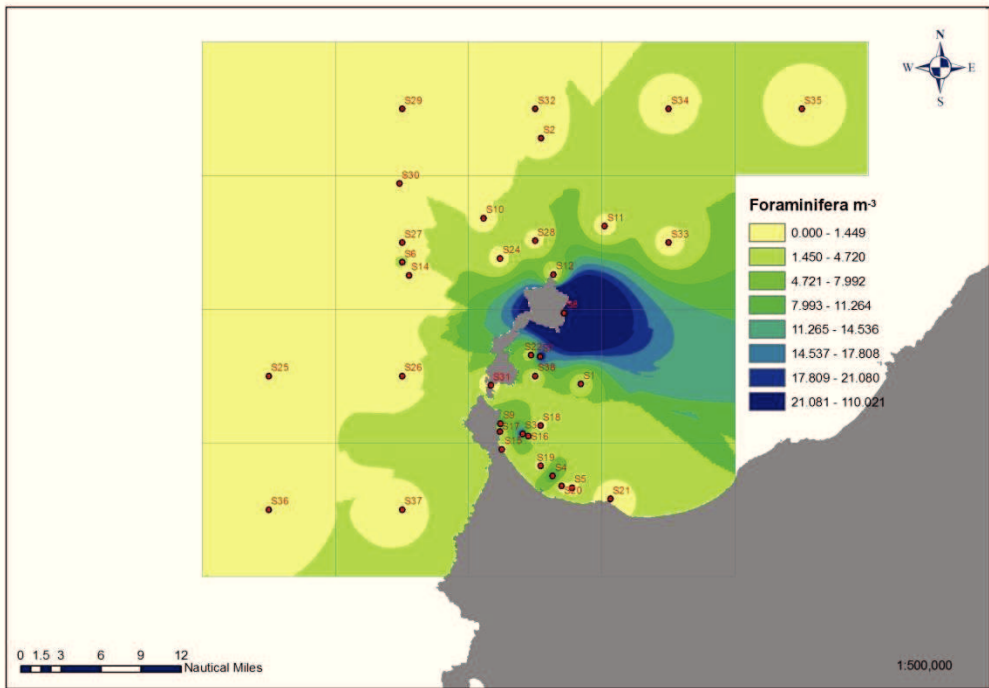 N
W E
S
S29
S32
S34
S35
S2
S30
S10
S11
S27
S28
S33
S6
S24
S14
S12
S25
S26
S38
S1
S31
S9
S17
S3
S18
S16
S15
S19
S4
S5
S20
S21
S36
S37
Foraminifera m-3
0.000 - 1.449
1.450 - 4.720
4.721 - 7.992
7.993 - 11.264
11.265 - 14.536
14.537 - 17.808
17.809 - 21.080
21.081 - 110.021
0 1.5 3 6 9 12
Nautical Miles
1:500,000